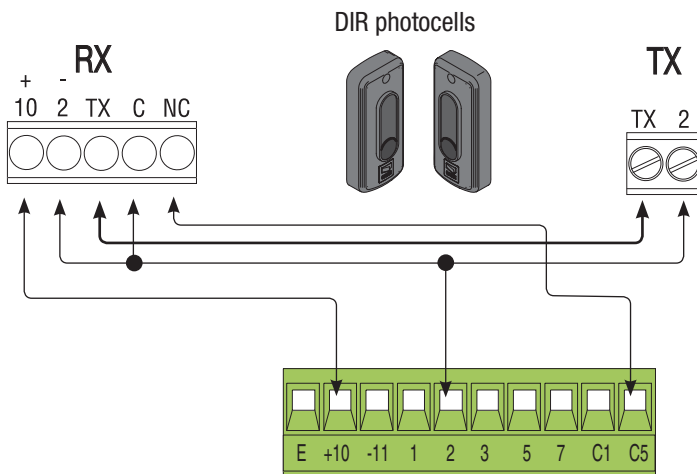 DIR photocells
RX
TX
+ -
10 2 TX C NC
TX 2
E +10 -11 1 2 3 5 7 C1 C5